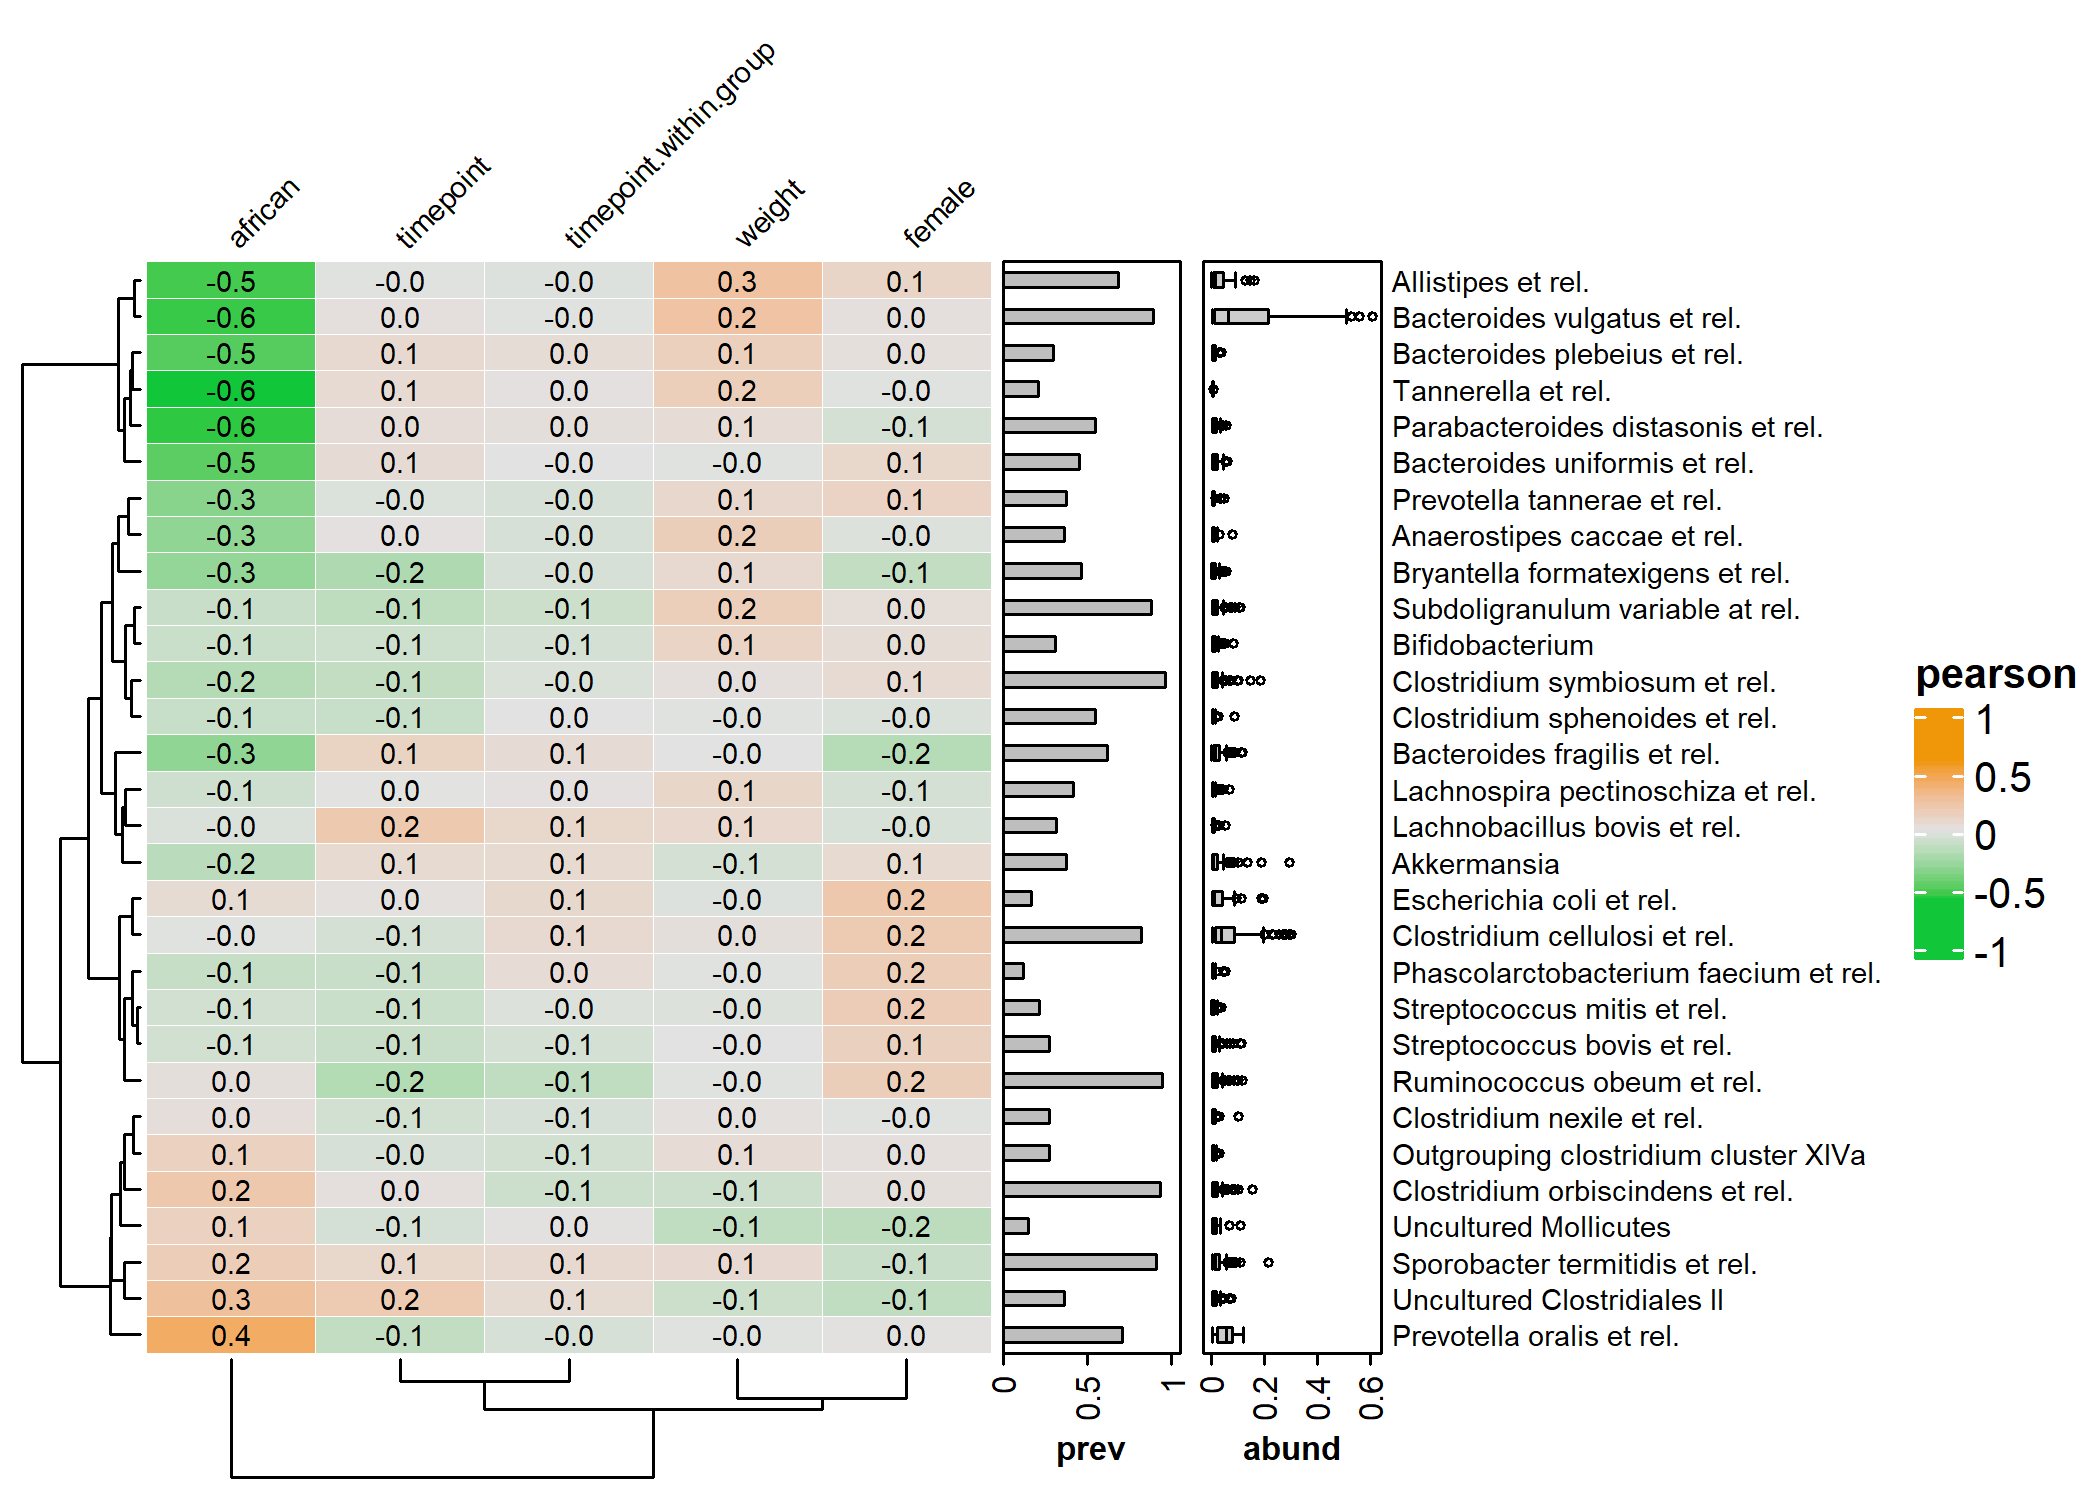 african timepoint timepoint.within.group weight female
-0.5 -0.0 -0.0 0.3 0.1 Allistipes et rel.
-0.6 0.0 -0.0 0.2 0.0 Bacteroides vulgatus et rel.
-0.5 0.1 0.0 0.1 0.0 Bacteroides plebeius et rel.
-0.6 0.1 0.0 0.2 -0.0 Tannerella et rel.
-0.6 0.0 0.0 0.1 -0.1 Parabacteroides distasonis et rel.
-0.5 0.1 -0.0 -0.0 0.1 Bacteroides uniformis et rel.
-0.3 -0.0 -0.0 0.1 0.1 Prevotella tannerae et rel.
-0.3 0.0 -0.0 0.2 -0.0 Anaerostipes caccae et rel.
-0.3 -0.2 -0.0 0.1 -0.1 Bryantella formatexigens et rel.
-0.1 -0.1 -0.1 0.2 0.0 Subdoligranulum variable at rel.
-0.1 -0.1 -0.1 0.1 0.0 Bifidobacterium
-0.2 -0.1 -0.0 0.0 0.1 Clostridium symbiosum et rel.
-0.1 -0.1 0.0 -0.0 -0.0 Clostridium sphenoides et rel.
-0.3 0.1 0.1 -0.0 -0.2 Bacteroides fragilis et rel.
-0.1 0.0 0.0 0.1 -0.1 Lachnospira pectinoschiza et rel.
-0.0 0.2 0.1 0.1 -0.0 Lachnobacillus bovis et rel.
-0.2 0.1 0.1 -0.1 0.1 Akkermansia
0.1 0.0 0.1 -0.0 0.2 Escherichia coli et rel.
-0.0 -0.1 0.1 0.0 0.2 Clostridium cellulosi et rel.
-0.1 -0.1 0.0 -0.0 0.2 Phascolarctobacterium faecium et rel.
-0.1 -0.1 -0.0 -0.0 0.2 Streptococcus mitis et rel.
-0.1 -0.1 -0.1 -0.0 0.1 Streptococcus bovis et rel.
0.0 -0.2 -0.1 -0.0 0.2 Ruminococcus obeum et rel.
0.0 -0.1 -0.1 0.0 -0.0 Clostridium nexile et rel.
0.1 -0.0 -0.1 0.1 0.0 Outgrouping clostridium cluster XIVa
0.2 0.0 -0.1 -0.1 0.0 Clostridium orbiscindens et rel.
0.1 -0.1 0.0 -0.1 -0.2 Uncultured Mollicutes
0.2 0.1 0.1 0.1 -0.1 Sporobacter termitidis et rel.
0.3 0.2 0.1 -0.1 -0.1 Uncultured Clostridiales II
0.4 -0.1 -0.0 -0.0 0.0 Prevotella oralis et rel.
0 0.5 1 0 0.2 0.4 0.6
prev abund
pearson
1
0.5
0
-0.5
-1